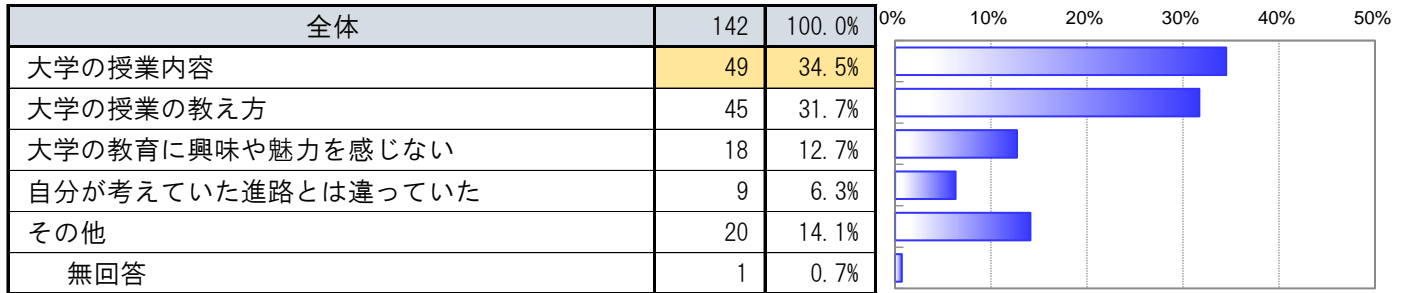 全体 142 100.0%
大学の授業内容 49 34.5%
大学の授業の教え方 45 31.7%
大学の教育に興味や魅力を感じない 18 12.7%
自分が考えていた進路とは違っていた 9 6.3%
その他 20 14.1%
無回答 1 0.7%
0% 10% 20% 30% 40% 50%